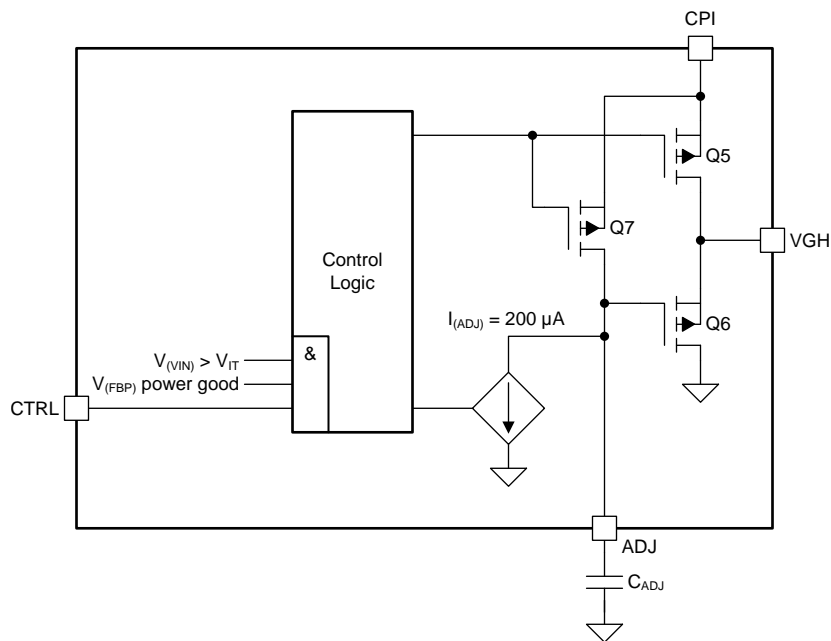 CPI
Q5
Q7
VGH
Control
Logic
I(ADJ) = 200 µA
Q6
&
V(VIN) > VIT
V(FBP) power good
CTRL
ADJ
CADJ